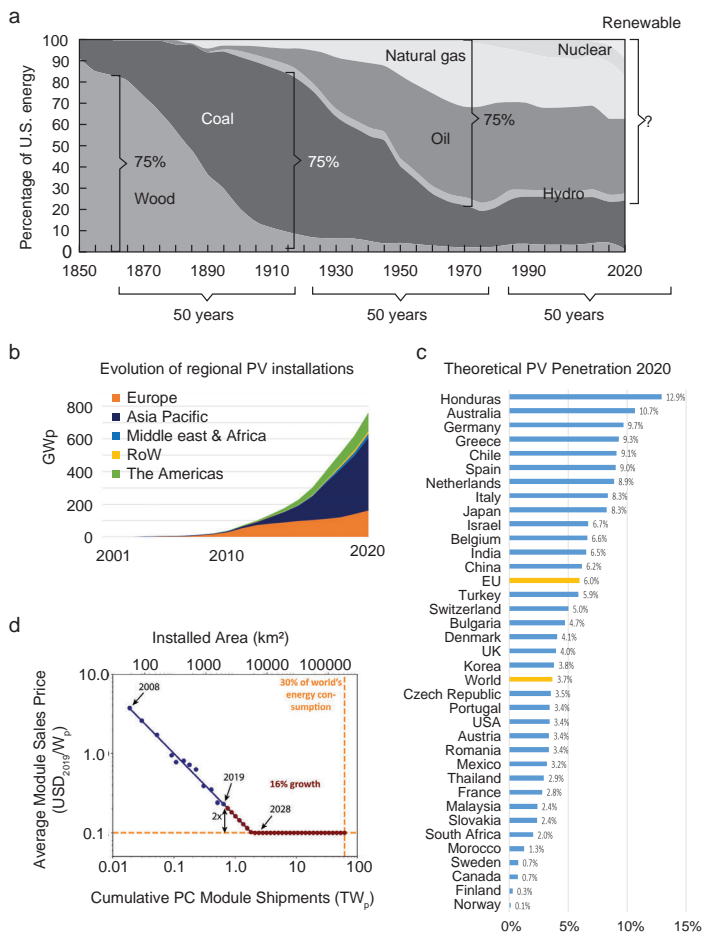 a
Renewable
Percentage of U.S. energy
100
90
80
70
60
50
40
30
20
10
0
Natural gas
Nuclear
Coal
Oil
75%
75%
75%
?
Wood
Hydro
1850
1870
1890
1910
1930
1950
1970
1990
2020
50 years
50 years
50 years
b
Evolution of regional PV installations
Europe
Asia Pacific
Middle east & Africa
RoW
The Americas
GWp
800
600
400
200
0
2001
2010
2020
c
Theoretical PV Penetration 2020
Honduras 12.9%
Australia 10.7%
Germany 9.7%
Greece 9.3%
Chile 9.1%
Spain 9.0%
Netherlands 8.9%
Italy 8.3%
Japan 8.3%
Israel 6.7%
Belgium 6.6%
India 6.5%
China 6.2%
EU 6.0%
Turkey 5.9%
Switzerland 5.0%
Bulgaria 4.7%
Denmark 4.1%
UK 4.0%
Korea 3.8%
World 3.7%
Czech Republic 3.5%
Portugal 3.4%
USA 3.4%
Austria 3.4%
Romania 3.4%
Mexico 3.2%
Thailand 2.9%
France 2.8%
Malaysia 2.4%
Slovakia 2.4%
South Africa 2.0%
Morocco 1.3%
Sweden 0.7%
Canada 0.7%
Finland 0.3%
Norway 0.1%
0% 5% 10% 15%
d
Installed Area (km²)
100 1000 10000 100000 1000000
Average Module Sales Price
(USD2019/Wp)
10.0
1.0
0.1
2008
30% of world's
energy con-
sumption
2019
16% growth
2x
2028
0.01 0.1 1.0 10 100
Cumulative PC Module Shipments (TWp)